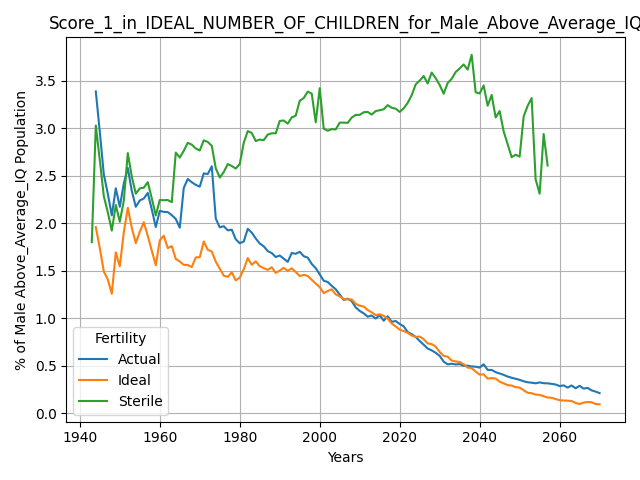 Score_1_in_IDEAL_NUMBER_OF_CHILDREN_for_Male_Above_Average_IQ
% of Male Above_Average_IQ Population
3.5
3.0
2.5
2.0
1.5
1.0
0.5
0.0
Fertility
Actual
Ideal
Sterile
1940 1960 1980 2000 2020 2040 2060
Years